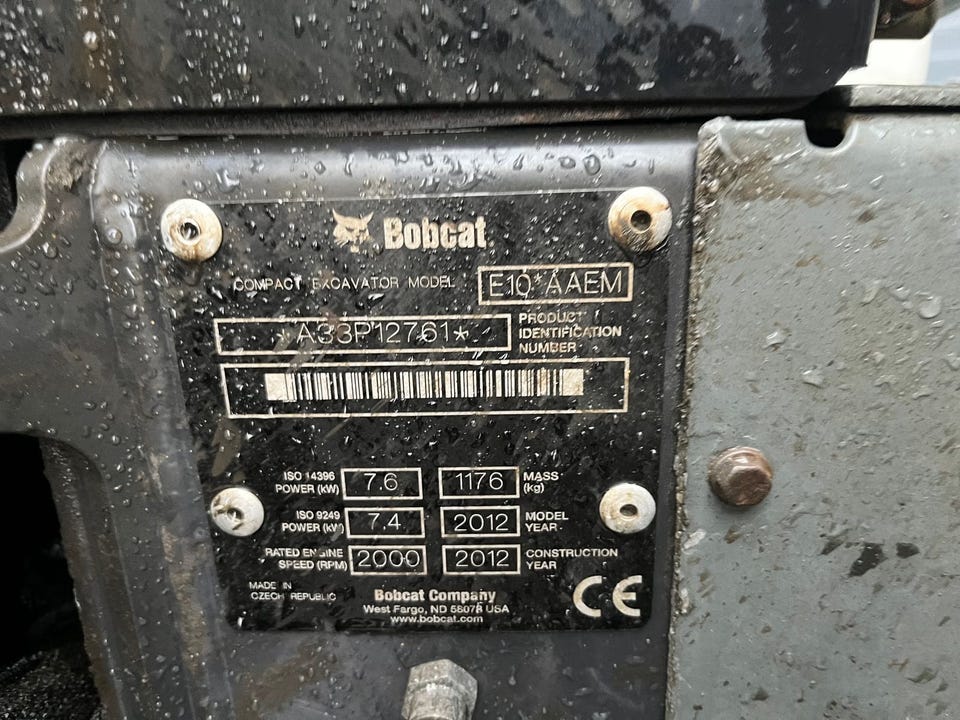 Bobcat
COMPACT EXCAVATOR MODEL E10*AAEM
*A33P12761* PRODUCT
IDENTIFICATION
NUMBER
ISO 14396
POWER (kW) 7.6 1176 MASS
(kg)
ISO 9249
POWER (kW) 7.4 2012 MODEL
YEAR
RATED ENGINE
SPEED (RPM) 2000 2012 CONSTRUCTION
YEAR
MADE IN
CZECH REPUBLIC
Bobcat Company
West Fargo, ND 58078 USA
www.bobcat.com
CE